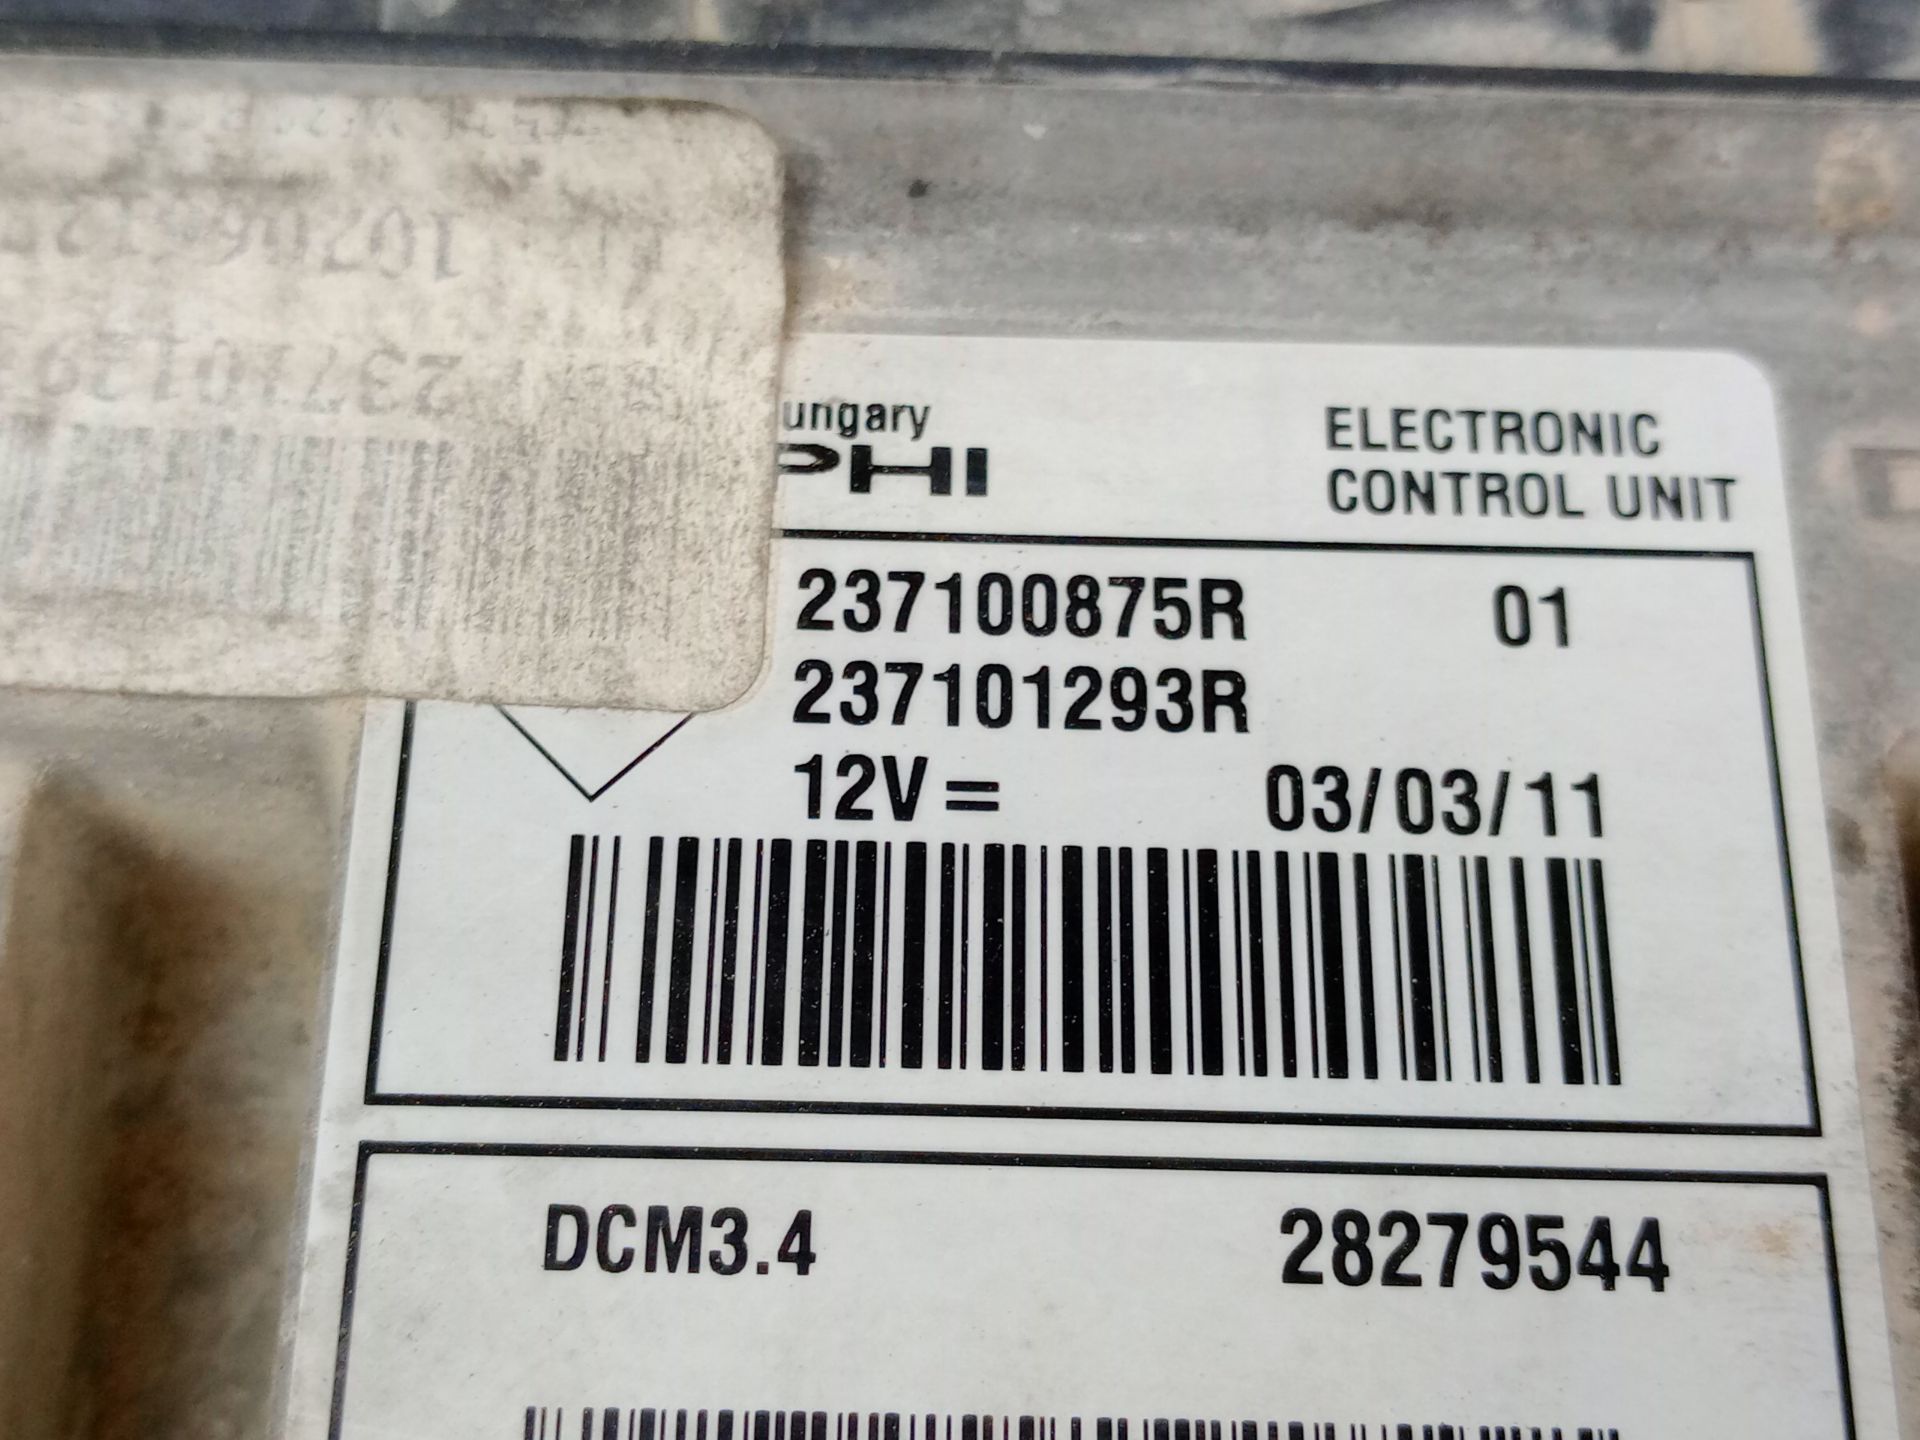 ungary
PHI
ELECTRONIC
CONTROL UNIT
237100875R 01
237101293R
12V= 03/03/11
DCM3.4 28279544